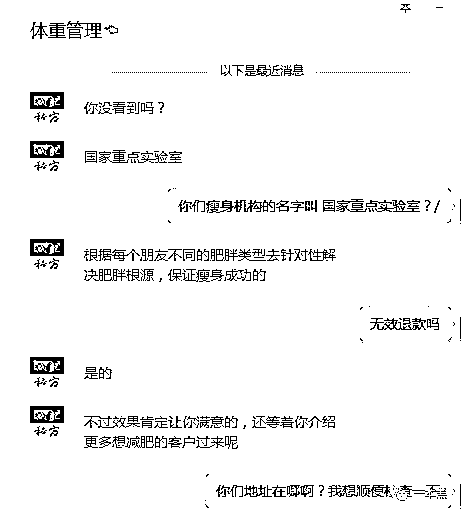 体重管理
以下是最近消息
你没看到吗？
秘方
国家重点实验室
秘方
你们瘦身机构的名字叫 国家重点实验室？/
根据每个朋友不同的肥胖类型去针对性解
决肥胖根源，保证瘦身成功的
秘方
无效退款吗
是的
秘方
不过效果肯定让你满意的，还等着你介绍
更多想减肥的客户过来呢
秘方
你们地址在哪啊？我想顺便检查一下